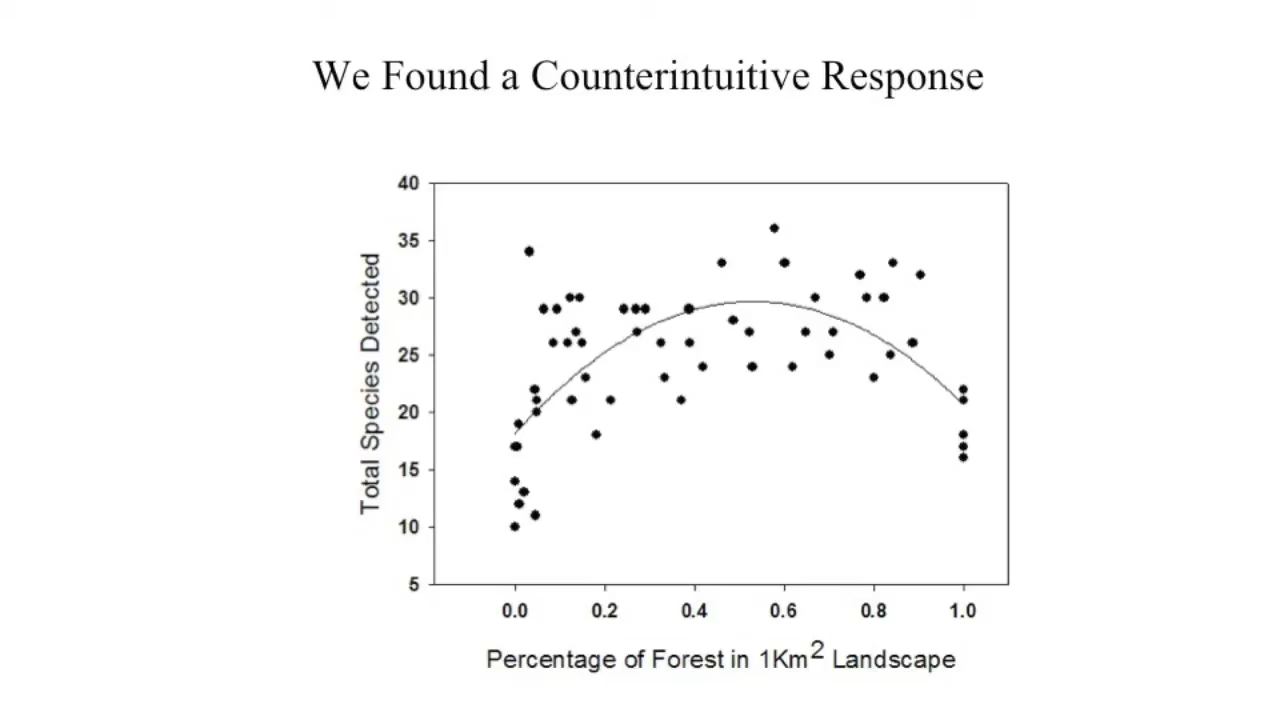 We Found a Counterintuitive Response
40
35
30
25
20
15
10
5
Total Species Detected
0.0 0.2 0.4 0.6 0.8 1.0
Percentage of Forest in 1Km² Landscape